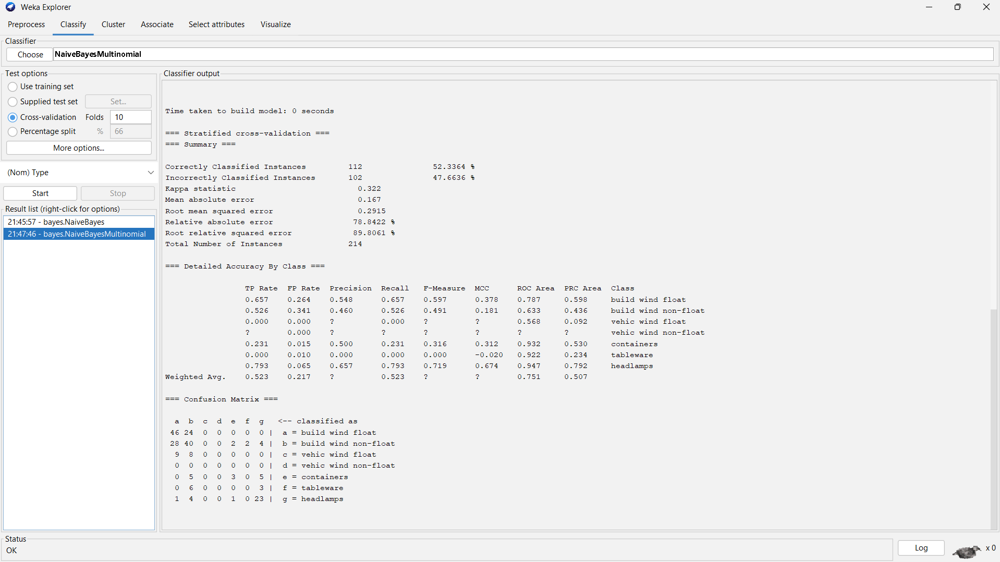 Weka Explorer
Preprocess Classify Cluster Associate Select attributes Visualize
Classifier
Choose NaiveBayesMultinomial
Test options
Use training set
Supplied test set Set...
Cross-validation Folds 10
Percentage split % 66
More options...
(Nom) Type
Start Stop
Result list (right-click for options)
21:45:57 - bayes.NaiveBayes
21:47:46 - bayes.NaiveBayesMultinomial
Classifier output
Time taken to build model: 0 seconds
=== Stratified cross-validation ===
=== Summary ===
Correctly Classified Instances 112 52.3364 %
Incorrectly Classified Instances 102 47.6636 %
Kappa statistic 0.322
Mean absolute error 0.167
Root mean squared error 0.2915
Relative absolute error 78.8422 %
Root relative squared error 89.8061 %
Total Number of Instances 214
=== Detailed Accuracy By Class ===
TP Rate FP Rate Precision Recall F-Measure MCC ROC Area PRC Area Class
0.657 0.264 0.548 0.657 0.597 0.378 0.787 0.598 build wind float
0.526 0.341 0.460 0.526 0.491 0.181 0.633 0.436 build wind non-float
0.000 0.000 ? 0.000 ? ? 0.568 0.092 vehic wind float
? 0.000 ? ? ? ? ? ? vehic wind non-float
0.231 0.015 0.500 0.231 0.316 0.312 0.932 0.530 containers
0.000 0.010 0.000 0.000 0.000 -0.020 0.922 0.234 tableware
0.793 0.065 0.657 0.793 0.719 0.674 0.947 0.792 headlamps
Weighted Avg. 0.523 0.217 ? 0.523 ? ? 0.751 0.507
=== Confusion Matrix ===
a b c d e f g <-- classified as
46 24 0 0 0 0 0 | a = build wind float
28 40 0 0 2 2 4 | b = build wind non-float
9 8 0 0 0 0 0 | c = vehic wind float
0 0 0 0 0 0 0 | d = vehic wind non-float
0 5 0 0 3 0 5 | e = containers
0 6 0 0 0 0 3 | f = tableware
1 4 0 0 1 0 23 | g = headlamps
Status
OK
Log x 0